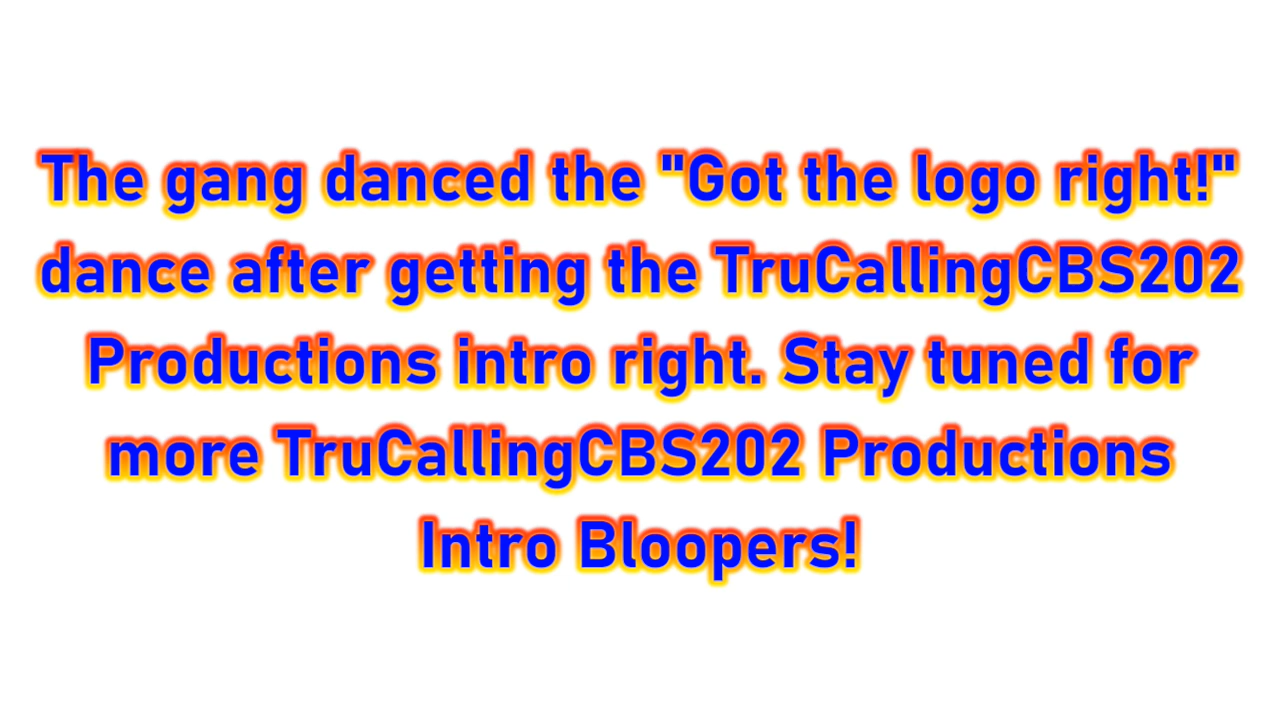 The gang danced the "Got the logo right!"
dance after getting the TruCallingCBS202
Productions intro right. Stay tuned for
more TruCallingCBS202 Productions
Intro Bloopers!